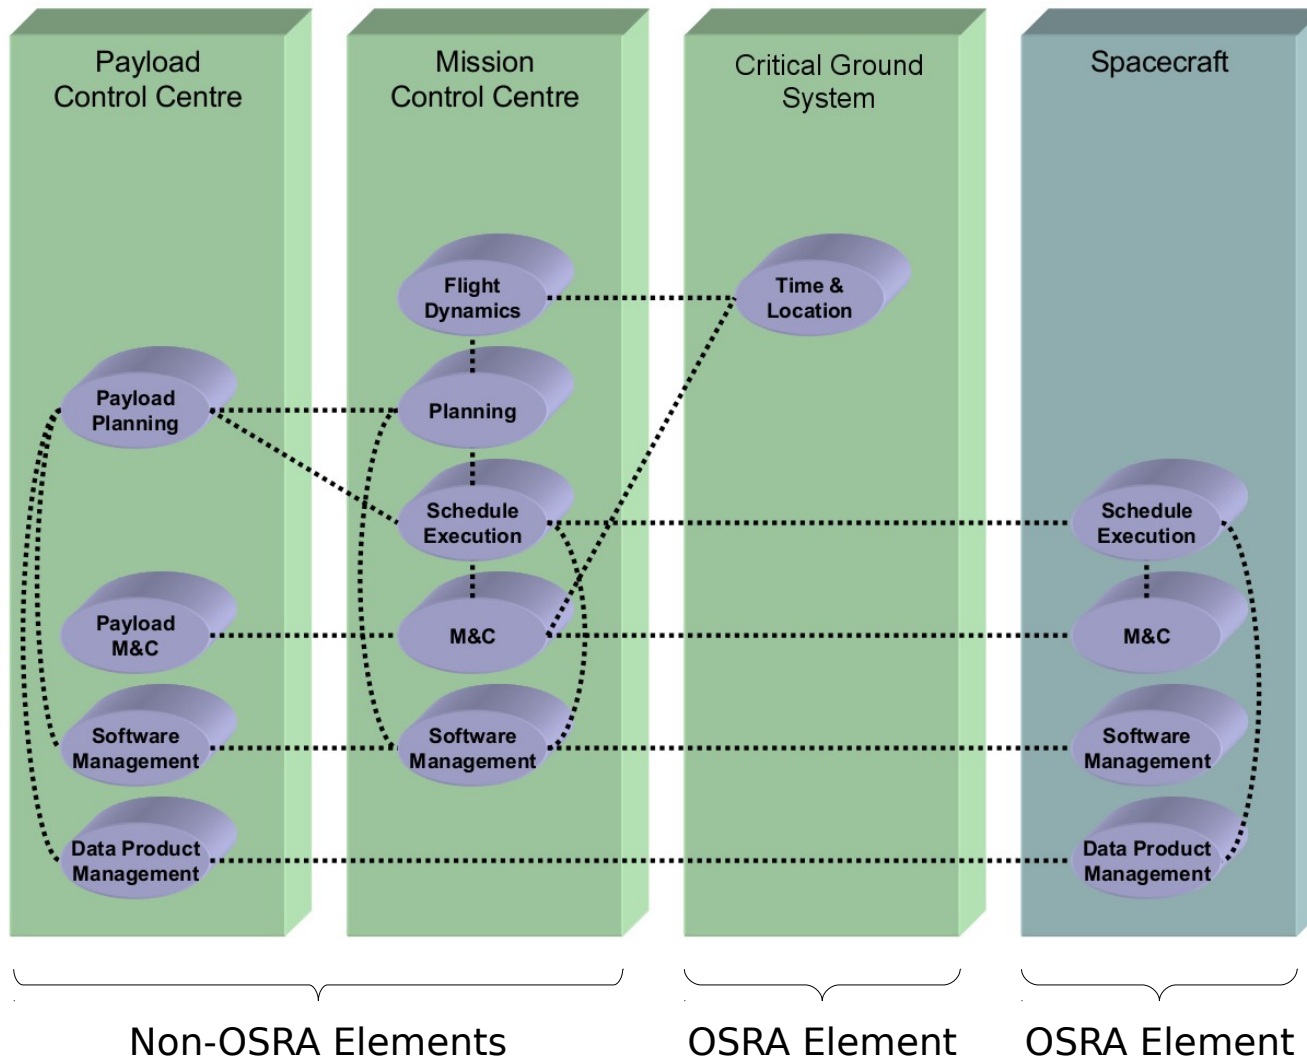 Payload
Control Centre
Mission
Control Centre
Critical Ground
System
Spacecraft
Flight
Dynamics
Time &
Location
Payload
Planning
Planning
Schedule
Execution
Schedule
Execution
Payload
M&C
M&C
M&C
Software
Management
Software
Management
Software
Management
Data Product
Management
Data Product
Management
Non-OSRA Elements
OSRA Element
OSRA Element